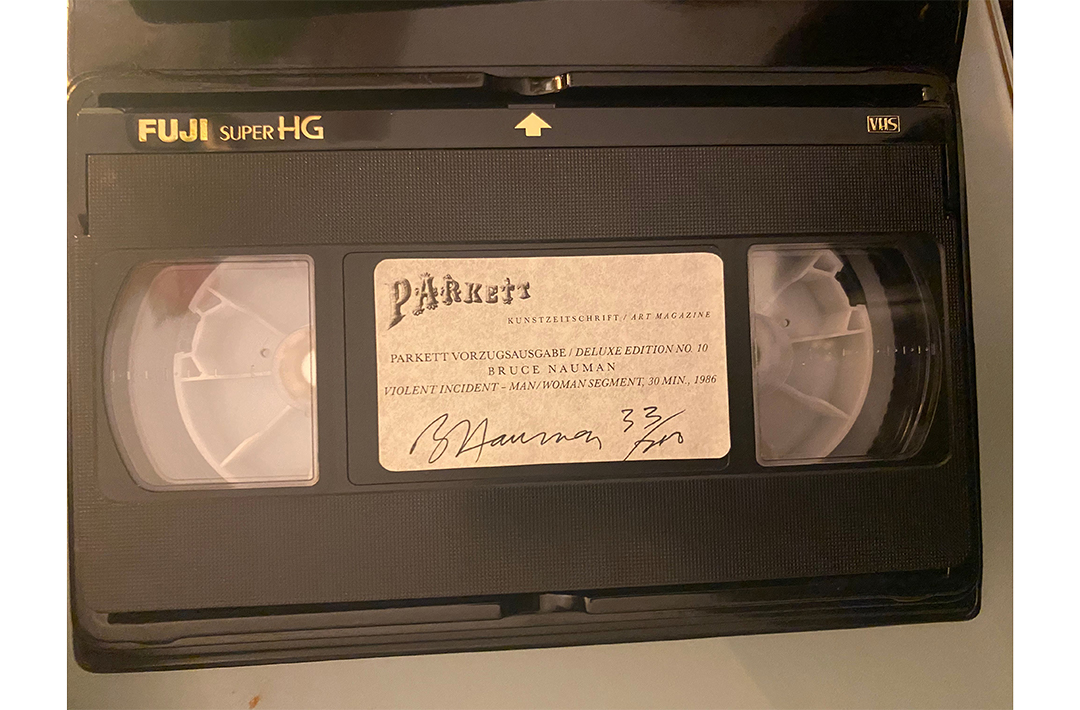 FUJI SUPER HG
VHS
PARKETT
KUNSTZEITSCHRIFT / ART MAGAZINE
PARKETT VORZUGSAUSGABE / DELUXE EDITION NO. 10
BRUCE NAUMAN
VIOLENT INCIDENT – MAN/WOMAN SEGMENT, 30 MIN., 1986
B Nauman 33/200